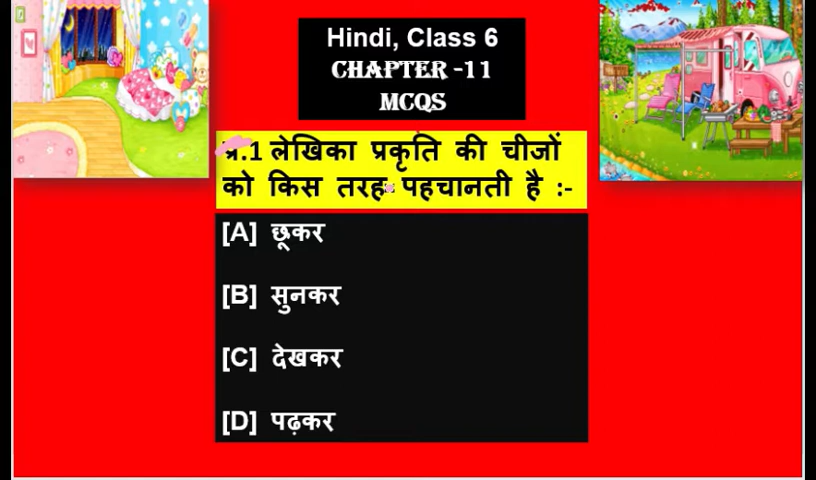 Hindi, Class 6
CHAPTER -11
MCQS
प्र.1 लेखिका प्रकृति की चीजों
को किस तरह पहचानती है :-
[A] छूकर
[B] सुनकर
[C] देखकर
[D] पढ़कर